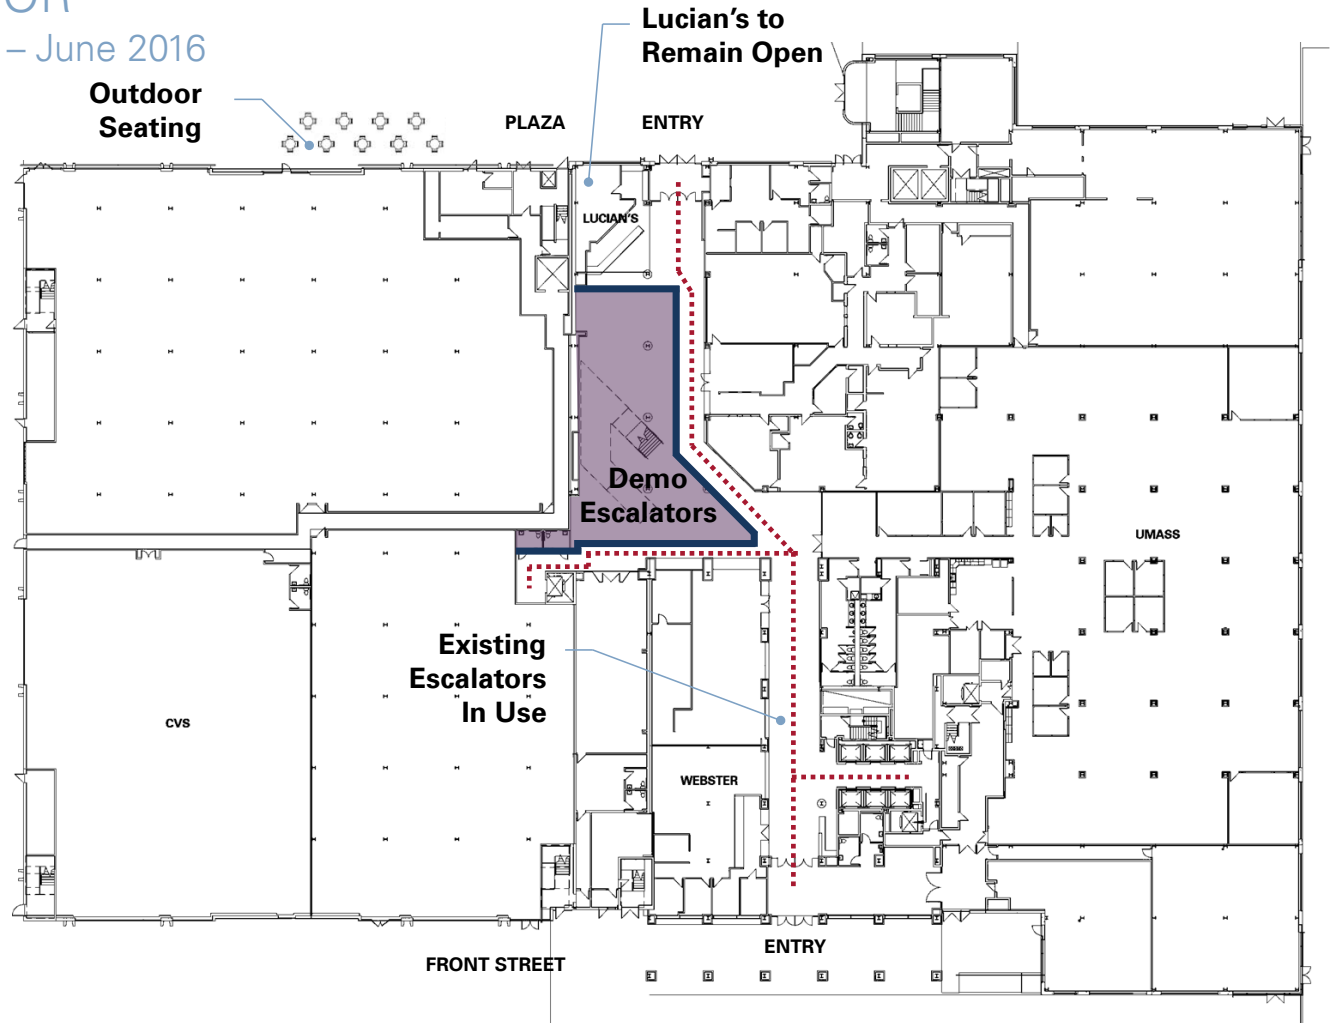 – June 2016
Lucian's to
Remain Open
Outdoor
Seating
PLAZA
ENTRY
LUCIAN'S
Demo
Escalators
UMASS
Existing
Escalators
In Use
CVS
WEBSTER
ENTRY
FRONT STREET